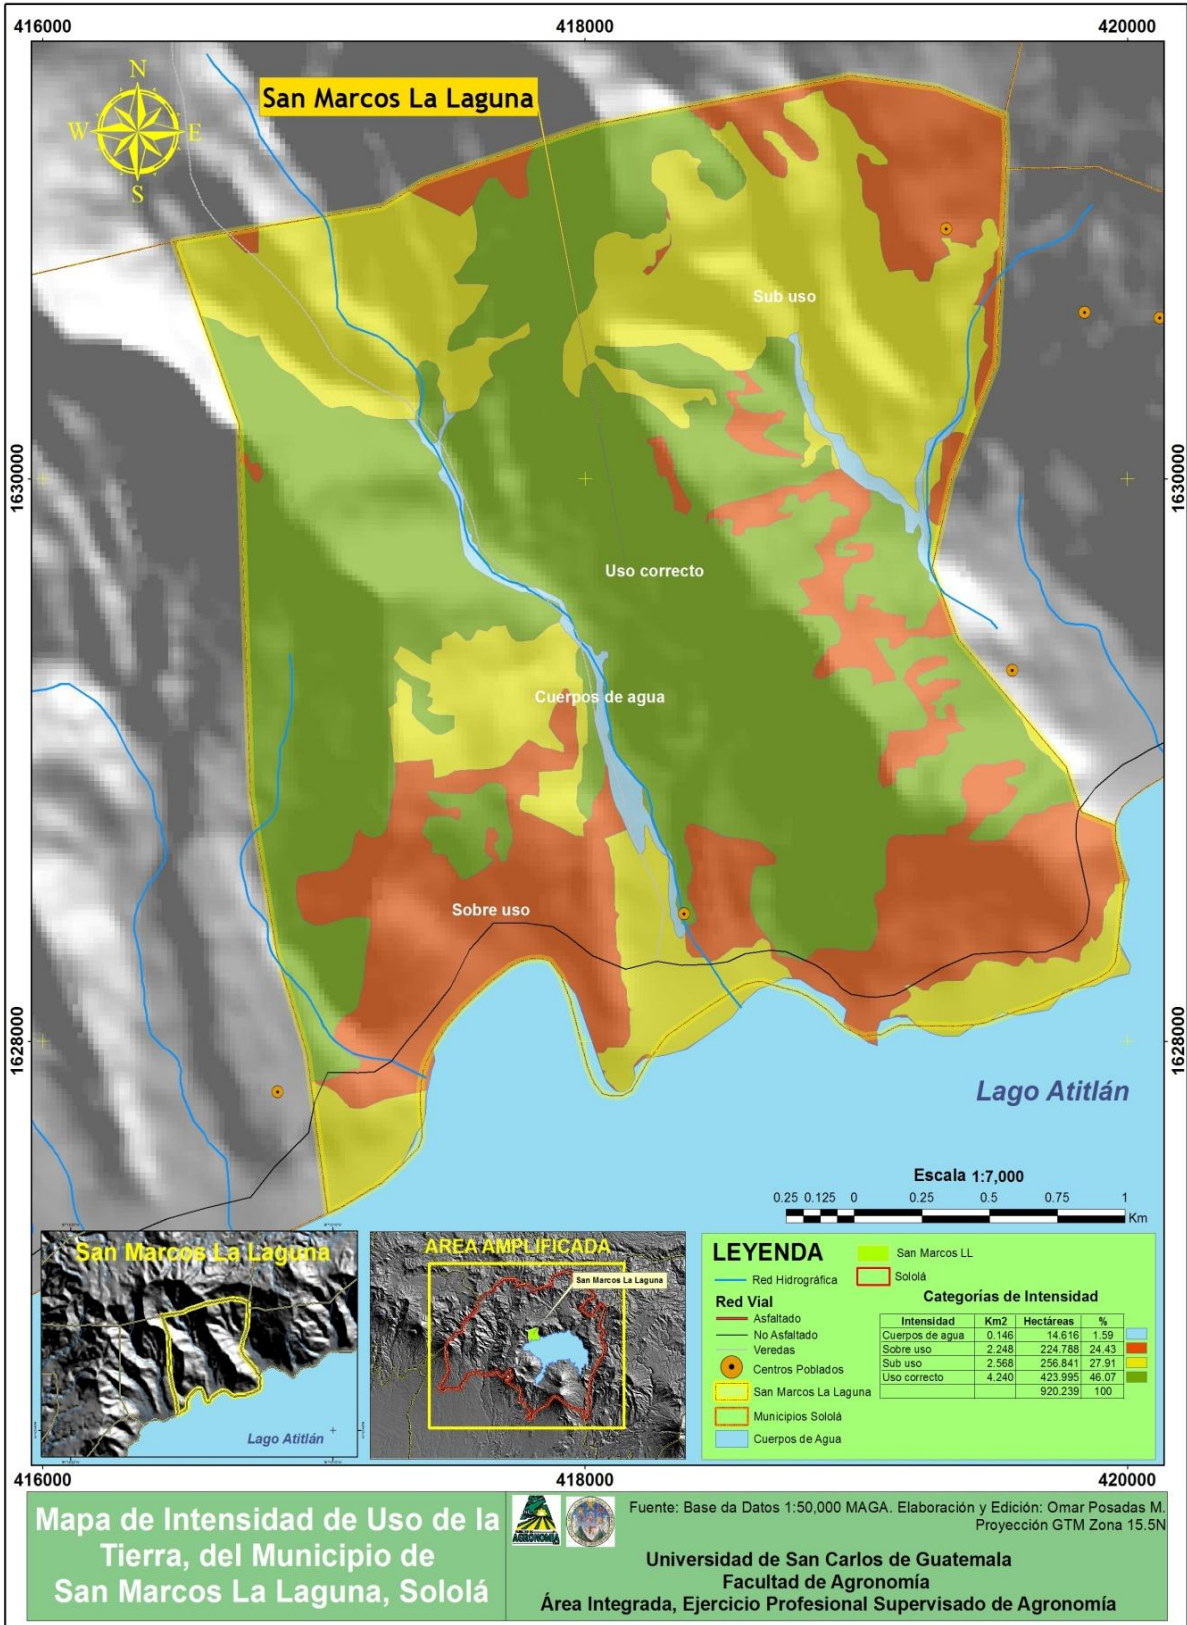 416000
418000
420000
N
W
E
S
San Marcos La Laguna
Sub uso
1630000
1630000
Uso correcto
Cuerpos de agua
Sobre uso
1628000
1628000
Lago Atitlán
Escala 1:7,000
0.25 0.125 0 0.25 0.5 0.75 1
Km
San Marcos La Laguna
Lago Atitlán
AREA AMPLIFICADA
San Marcos La Laguna
LEYENDA
San Marcos LL
Red Hidrográfica
Sololá
Red Vial
Asfaltado
No Asfaltado
Veredas
Centros Poblados
San Marcos La Laguna
Municipios Sololá
Cuerpos de Agua
Categorías de Intensidad
Intensidad Km2 Hectáreas %
Cuerpos de agua 0.146 14.616 1.59
Sobre uso 2.248 224.788 24.43
Sub uso 2.568 256.841 27.91
Uso correcto 4.240 423.995 46.07
920.239 100
416000
418000
420000
Mapa de Intensidad de Uso de la
Tierra, del Municipio de
San Marcos La Laguna, Sololá
AGRONOMÍA
Fuente: Base da Datos 1:50,000 MAGA. Elaboración y Edición: Omar Posadas M.
Proyección GTM Zona 15.5N
Universidad de San Carlos de Guatemala
Facultad de Agronomía
Área Integrada, Ejercicio Profesional Supervisado de Agronomía